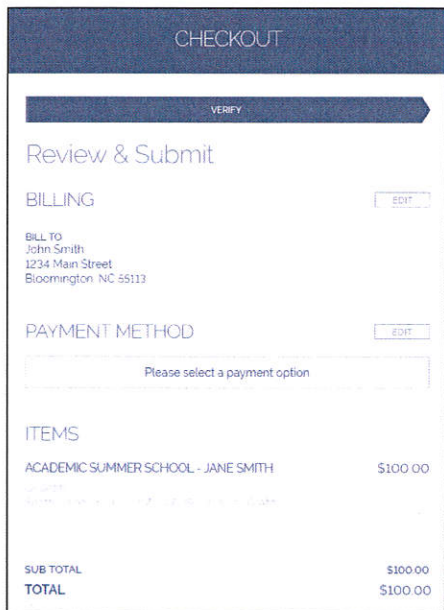 CHECKOUT
VERIFY
Review & Submit
BILLING
EDIT
BILL TO
John Smith
1234 Main Street
Bloomington NC 55113
PAYMENT METHOD
EDIT
Please select a payment option
ITEMS
ACADEMIC SUMMER SCHOOL - JANE SMITH $100.00
SUB TOTAL $100.00
TOTAL $100.00